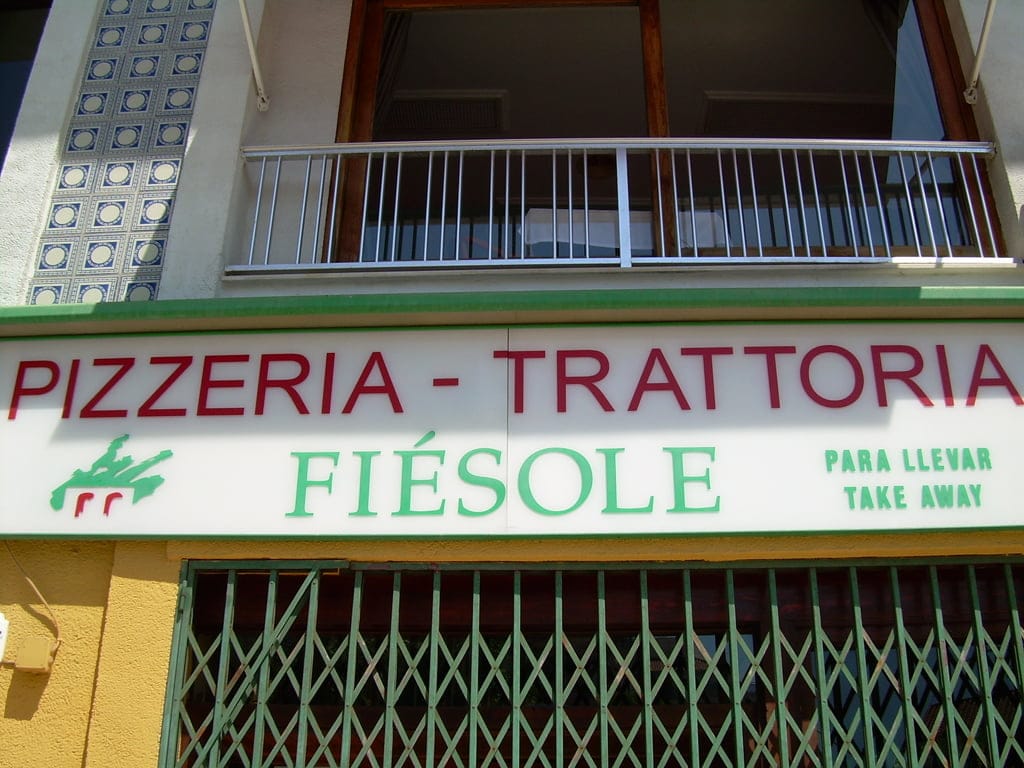 PIZZERIA - TRATTORIA
FIÉSOLE
PARA LLEVAR
TAKE AWAY